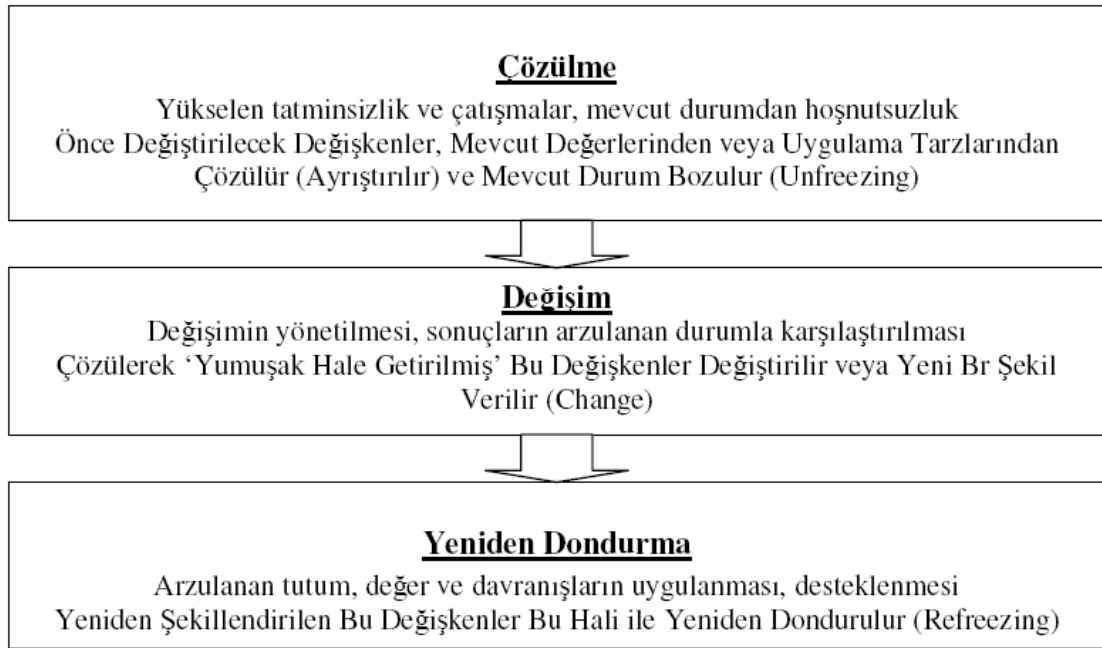 Çözülme
Yükselen tatminsizlik ve çatışmalar, mevcut durumdan hoşnutsuzluk
Önce Değiştirilecek Değişkenler, Mevcut Değerlerinden veya Uygulama Tarzlarından
Çözülür (Ayrıştırılır) ve Mevcut Durum Bozulur (Unfreezing)
Değişim
Değişimin yönetilmesi, sonuçların arzulanan durumla karşılaştırılması
Çözülerek ‘Yumuşak Hale Getirilmiş’ Bu Değişkenler Değiştirilir veya Yeni Br Şekil
Verilir (Change)
Yeniden Dondurma
Arzulanan tutum, değer ve davranışların uygulanması, desteklenmesi
Yeniden Şekillendirilen Bu Değişkenler Bu Hali ile Yeniden Dondurulur (Refreezing)